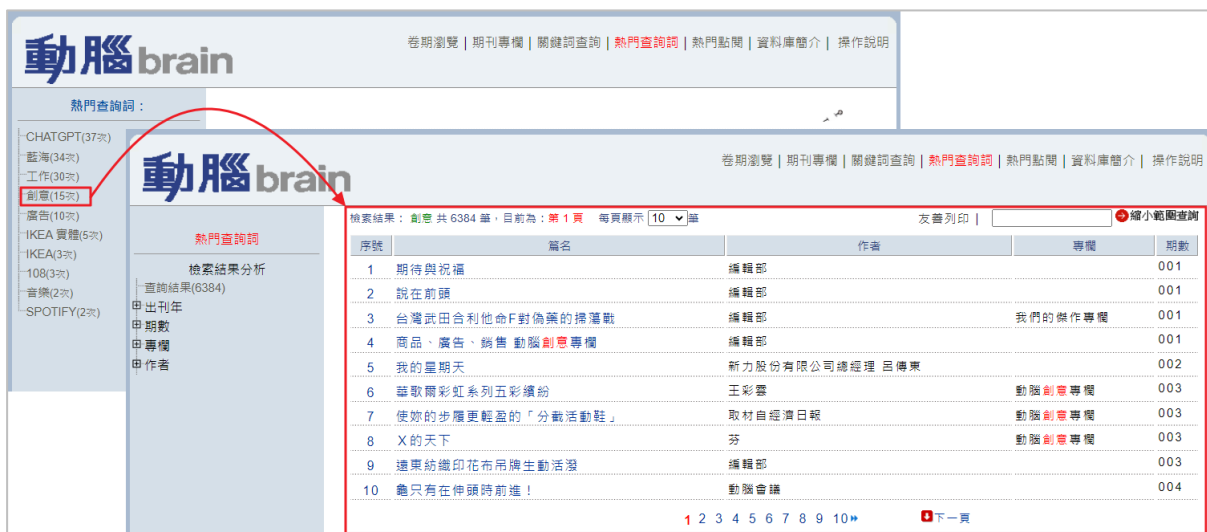 動腦brain
卷期瀏覽 | 期刊專欄 | 關鍵詞查詢 | 熱門查詢詞 | 熱門點閱 | 資料庫簡介 | 操作說明
熱門查詢詞：
CHATGPT(37次)
藍海(34次)
工作(30次)
創意(15次)
廣告(10次)
IKEA 實體(5次)
IKEA(3次)
108(3次)
音樂(2次)
SPOTIFY(2次)
動腦brain
卷期瀏覽 | 期刊專欄 | 關鍵詞查詢 | 熱門查詢詞 | 熱門點閱 | 資料庫簡介 | 操作說明
熱門查詢詞
檢索結果分析
查詢結果(6384)
出刊年
期數
專欄
作者
檢索結果： 創意 共 6384 筆，目前為：第 1 頁 每頁顯示 10 筆 友善列印 | 縮小範圍查詢
序號 篇名 作者 專欄 期數
1 期待與祝福 編輯部 001
2 說在前頭 編輯部 001
3 台灣武田合利他命F對偽藥的掃蕩戰 編輯部 我們的傑作專欄 001
4 商品、廣告、銷售 動腦創意專欄 編輯部 001
5 我的星期天 新力股份有限公司總經理 呂傳東 002
6 華歌爾彩虹系列五彩繽紛 王彩雲 動腦創意專欄 003
7 使妳的步履更輕盈的「分截活動鞋」 取材自經濟日報 動腦創意專欄 003
8 X的天下 芬 動腦創意專欄 003
9 遠東紡織印花布吊牌生動活潑 編輯部 003
10 龜只有在伸頭時前進！ 動腦會議 004
1 2 3 4 5 6 7 8 9 10 下一頁